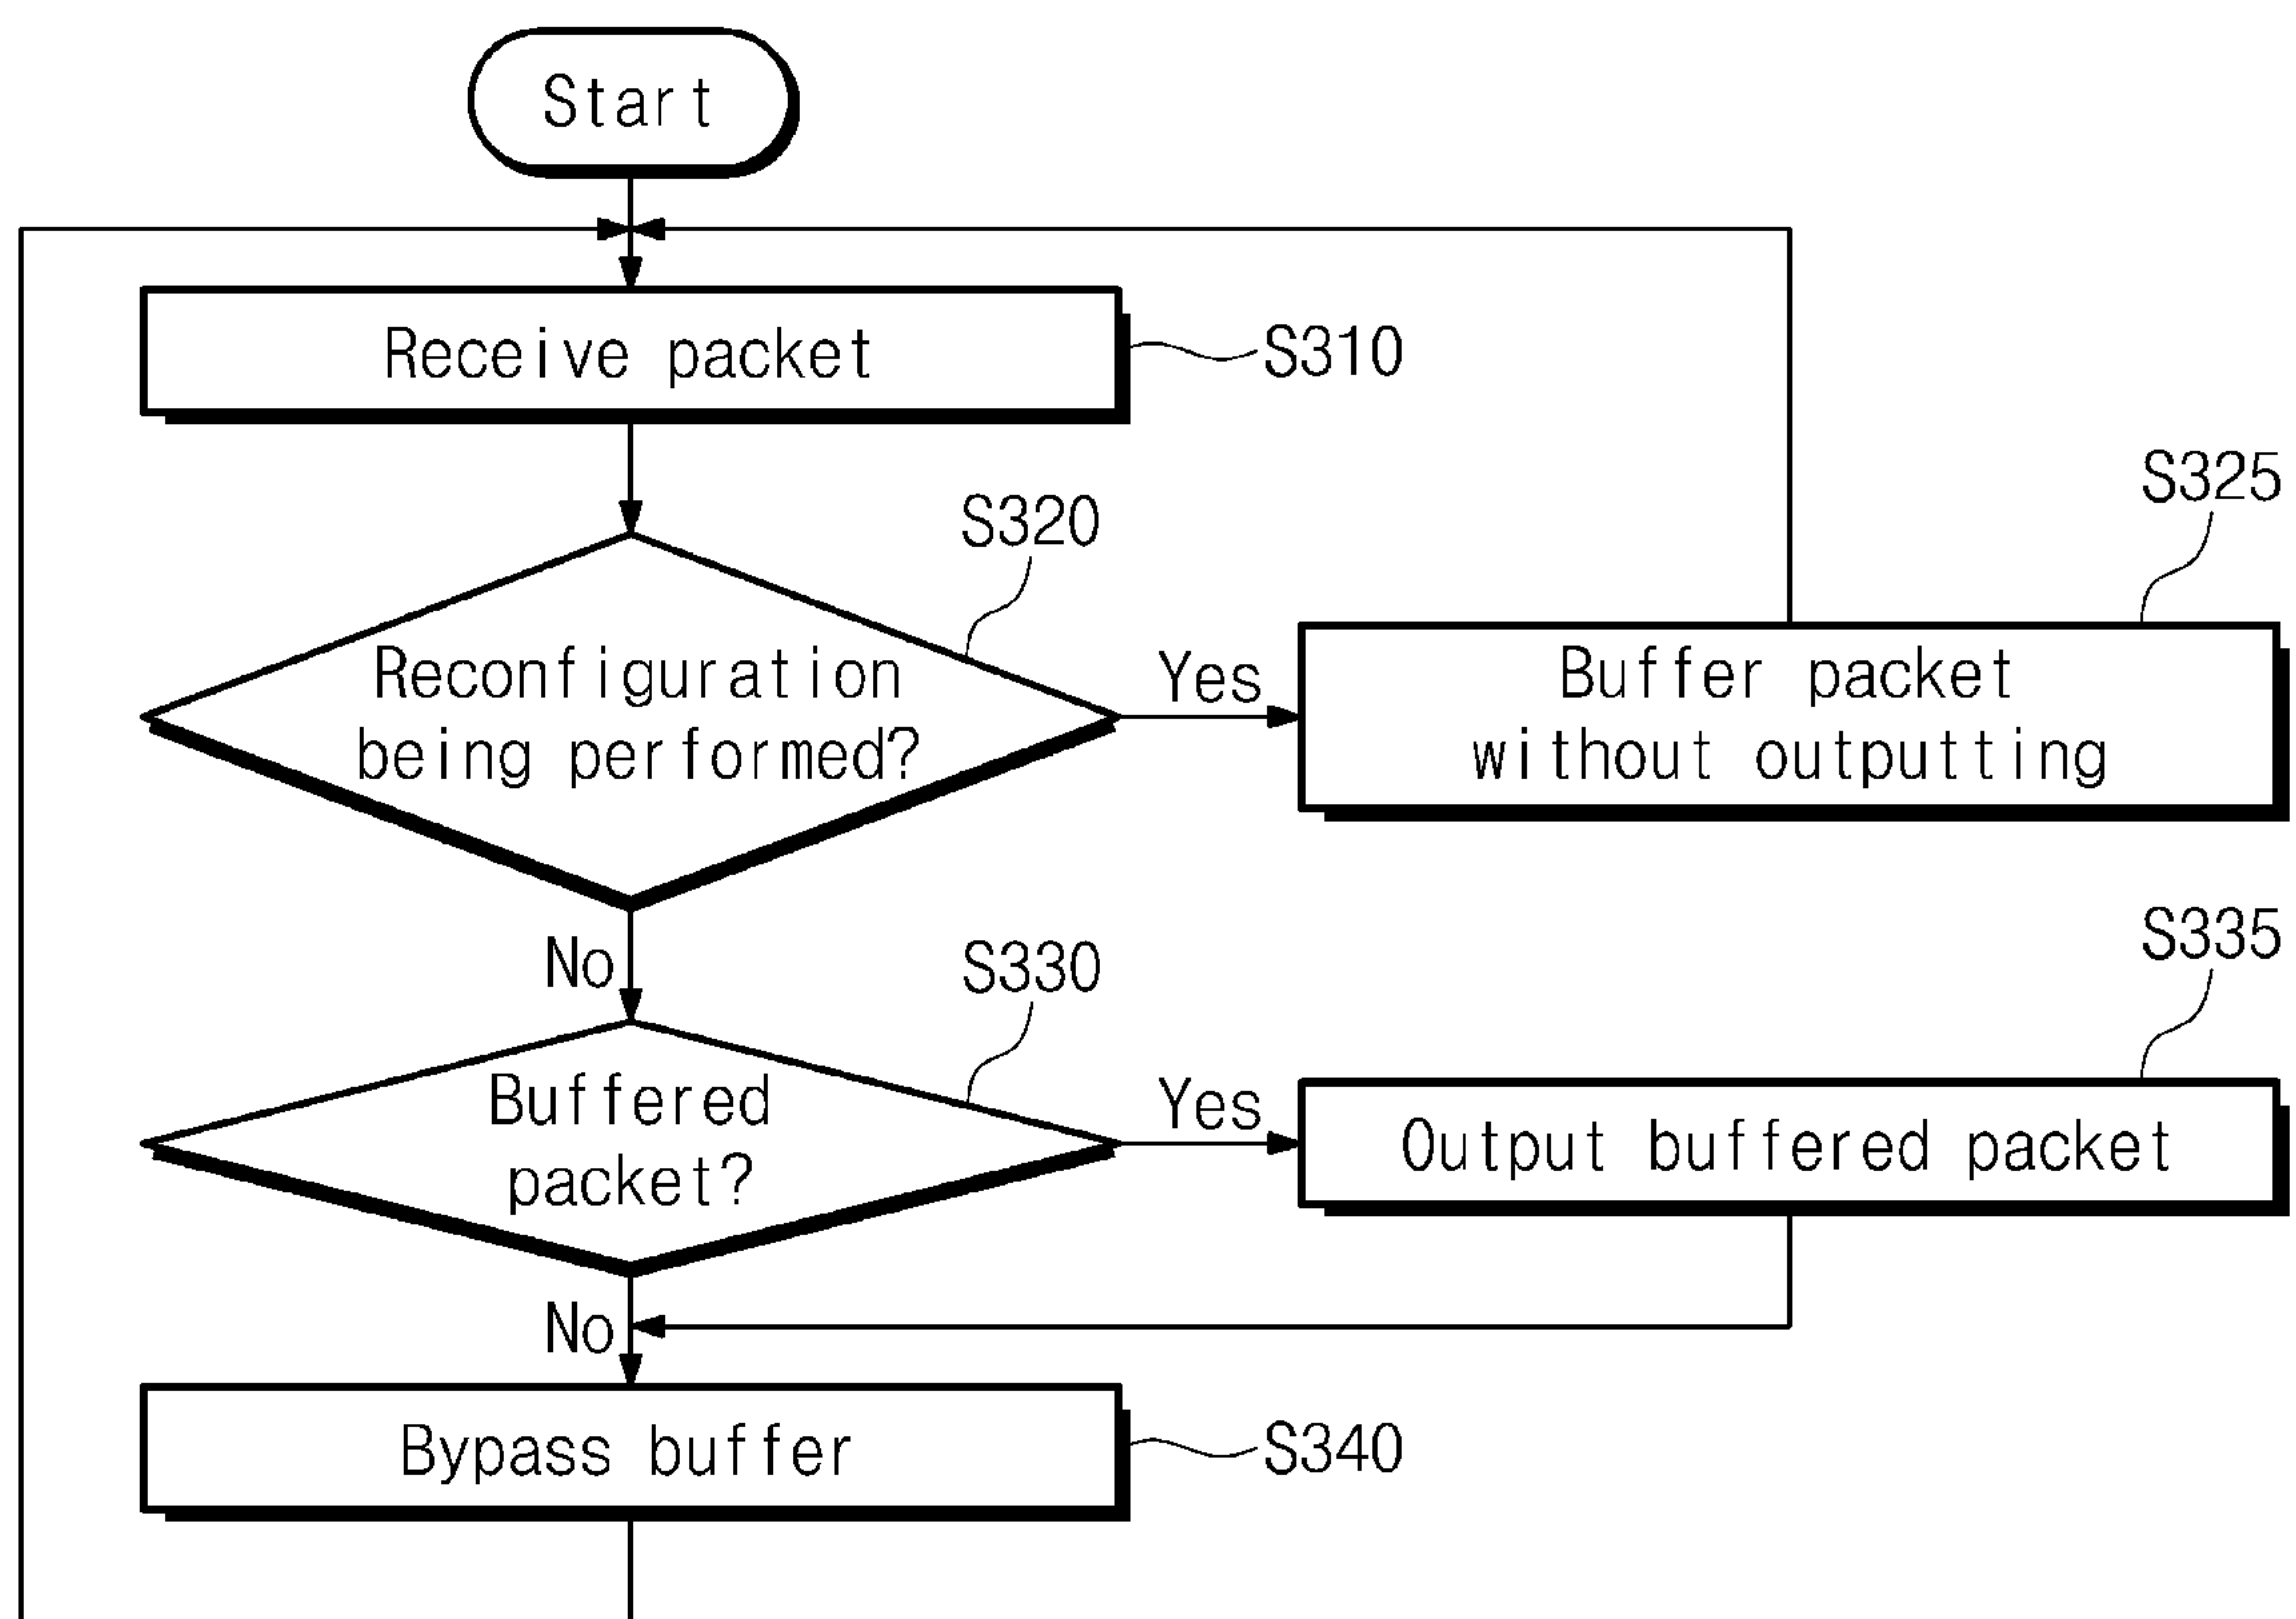 Start
Receive packet
S310
S320
Reconfiguration
being performed?
Yes
S325
Buffer packet
without outputting
No
S330
Buffered
packet?
Yes
S335
Output buffered packet
No
Bypass buffer
S340